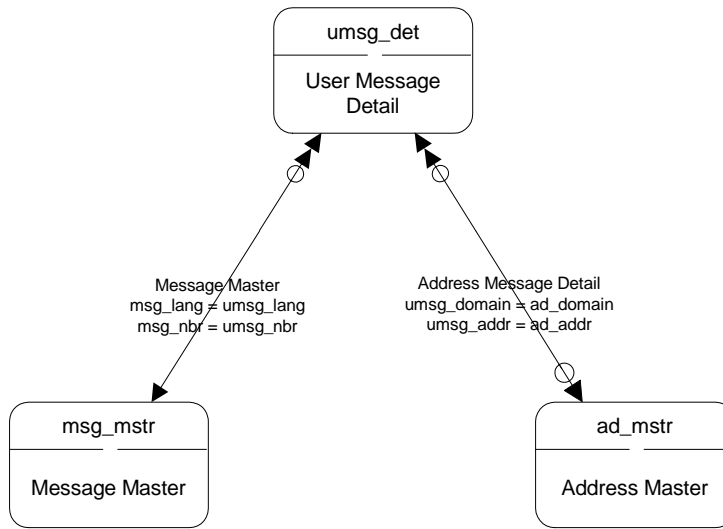 umsg_det
User Message
Detail
Message Master
msg_lang = umsg_lang
msg_nbr = umsg_nbr
Address Message Detail
umsg_domain = ad_domain
umsg_addr = ad_addr
msg_mstr
Message Master
ad_mstr
Address Master